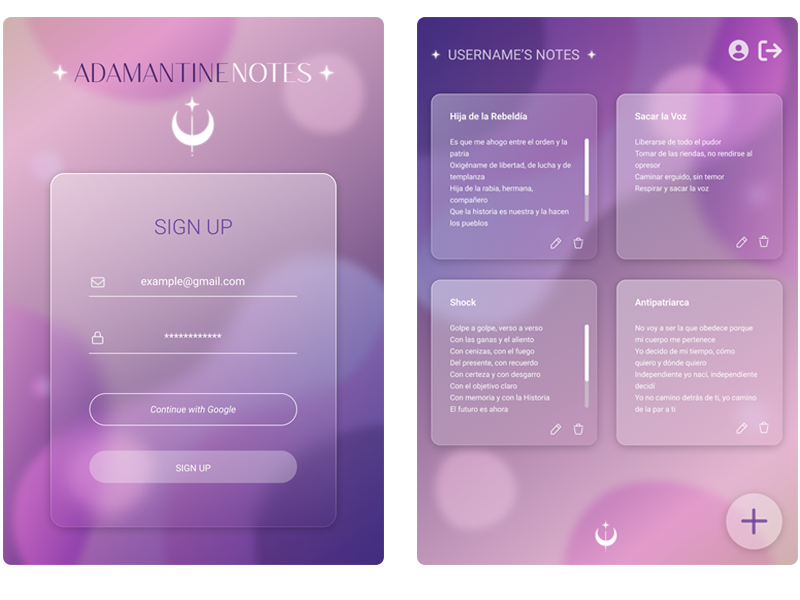 ADAMANTINE NOTES
SIGN UP
example@gmail.com
************
Continue with Google
SIGN UP
USERNAME'S NOTES
Hija de la Rebeldía
Es que me ahogo entre el orden y la
patria
Oxigéname de libertad, de lucha y de
templanza
Hija de la rabia, hermana,
compañero
Que la historia es nuestra y la hacen
los pueblos
Sacar la Voz
Liberarse de todo el pudor
Tomar de las riendas, no rendirse al
opresor
Caminar erguido, sin temor
Respirar y sacar la voz
Shock
Golpe a golpe, verso a verso
Con las ganas y el aliento
Con cenizas, con el fuego
Del presente, con recuerdo
Con certeza y con desgarro
Con el objetivo claro
Con memoria y con la Historia
El futuro es ahora
Antipatriarca
No voy a ser la que obedece porque
mi cuerpo me pertenece
Yo decido de mi tiempo, cómo
quiero y dónde quiero
Independiente yo nací, independiente
decidí
Yo no camino detrás de ti, yo camino
de la par a ti